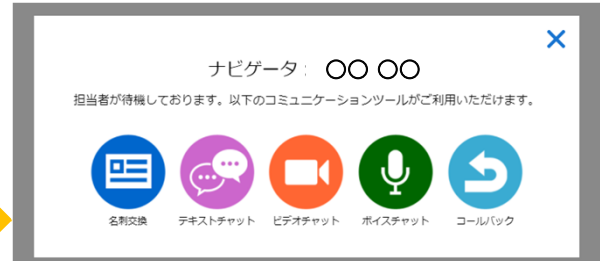 ナビゲータ： 〇〇 〇〇
担当者が待機しております。以下のコミュニケーションツールがご利用いただけます。
名刺交換
テキストチャット
ビデオチャット
ボイスチャット
コールバック